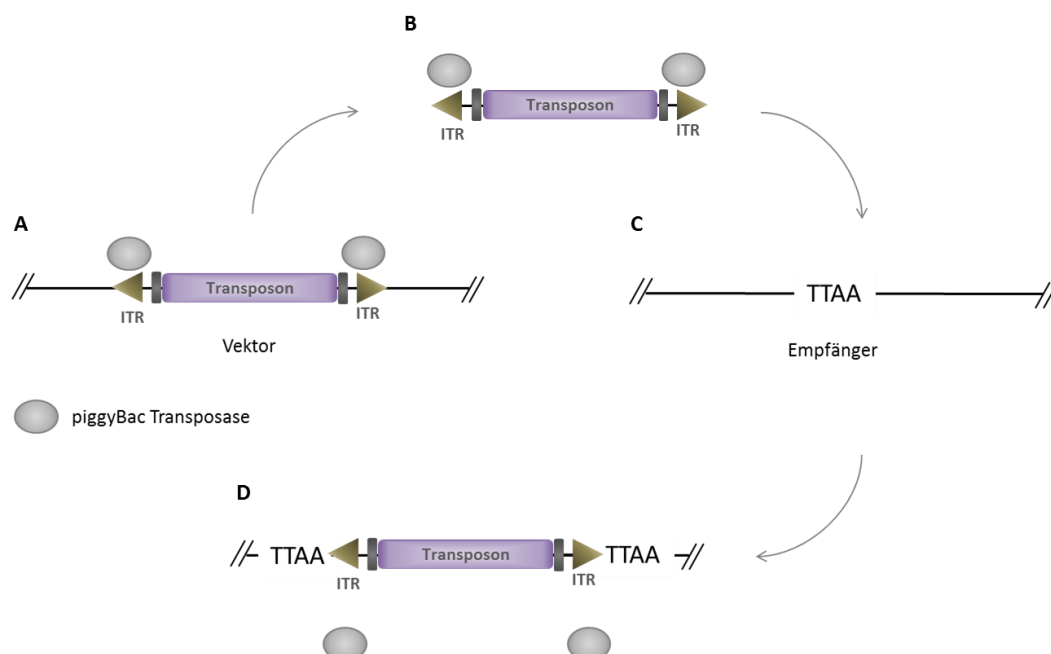 B
Transposon
ITR ITR
A
Transposon
ITR ITR
Vektor
C
TTAA
Empfänger
piggyBac Transposase
D
TTAA Transposon TTAA
ITR ITR